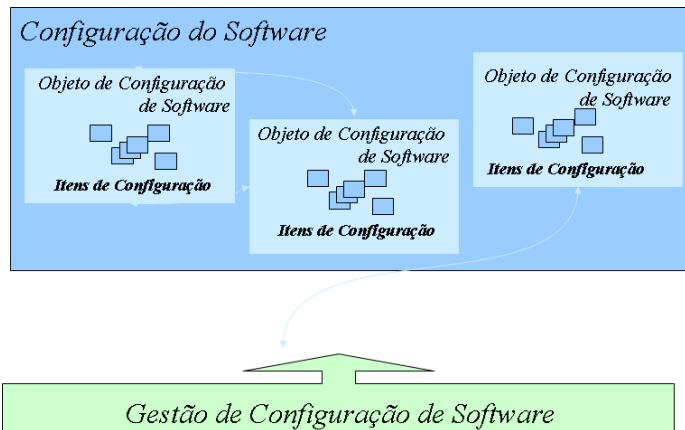 Configuração do Software
Objeto de Configuração
de Software
Itens de Configuração
Objeto de Configuração
de Software
Itens de Configuração
Objeto de Configuração
de Software
Itens de Configuração
Gestão de Configuração de Software